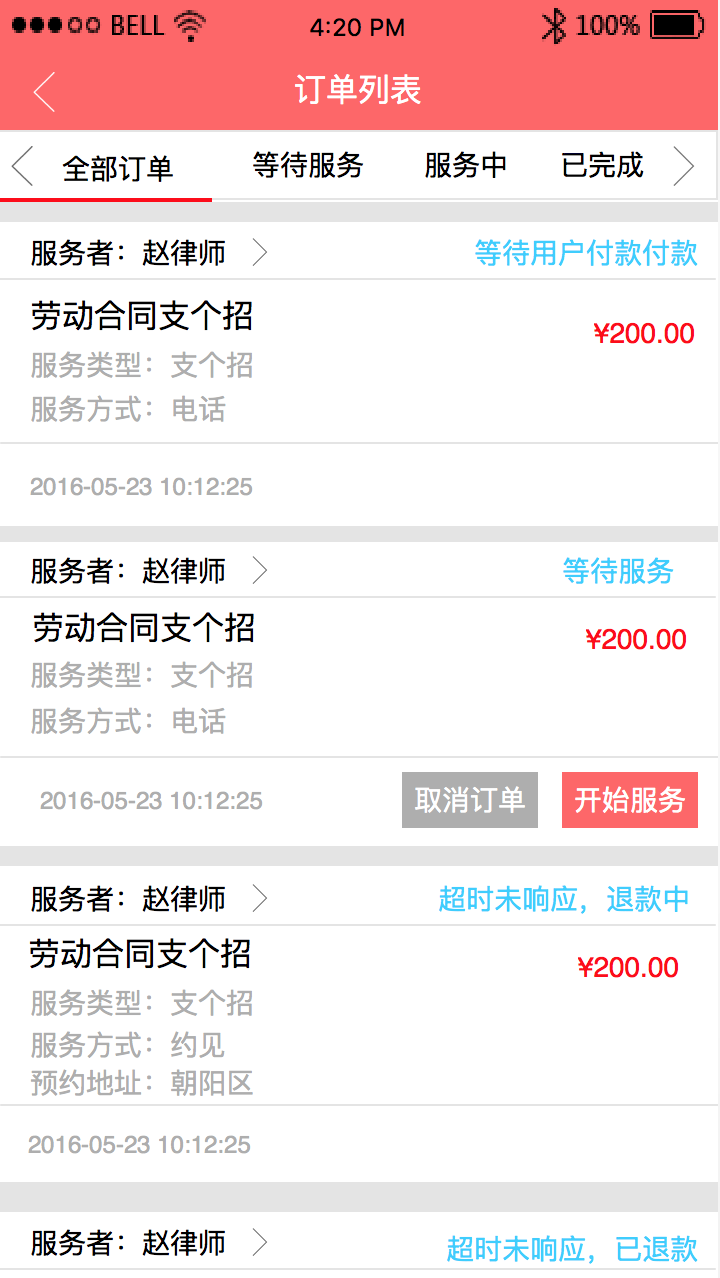 BELL 4:20 PM 100%
订单列表
全部订单 等待服务 服务中 已完成
服务者：赵律师 等待用户付款付款
劳动合同支个招
¥200.00
服务类型：支个招
服务方式：电话
2016-05-23 10:12:25
服务者：赵律师 等待服务
劳动合同支个招
¥200.00
服务类型：支个招
服务方式：电话
2016-05-23 10:12:25 取消订单 开始服务
服务者：赵律师 超时未响应，退款中
劳动合同支个招
¥200.00
服务类型：支个招
服务方式：约见
预约地址：朝阳区
2016-05-23 10:12:25
服务者：赵律师 超时未响应，已退款